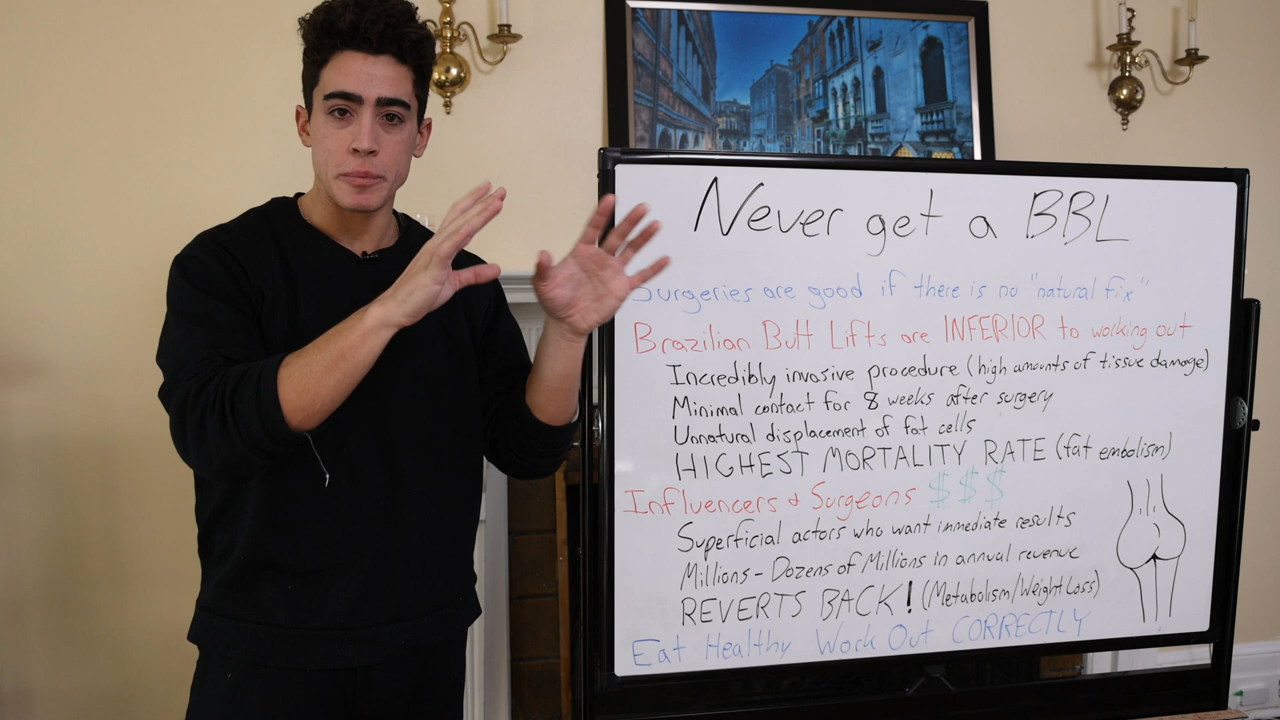 Never get a BBL
Surgeries are good if there is no "natural fix"
Brazilian Butt Lifts are INFERIOR to working out
Incredibly invasive procedure (high amounts of tissue damage)
Minimal contact for 8 weeks after surgery
Unnatural displacement of fat cells
HIGHEST MORTALITY RATE (fat embolism)
Influencers & Surgeons $$$
Superficial actors who want immediate results
Millions - Dozens of Millions in annual revenue
REVERTS BACK! (Metabolism/Weight Loss)
Eat Healthy Work Out CORRECTLY